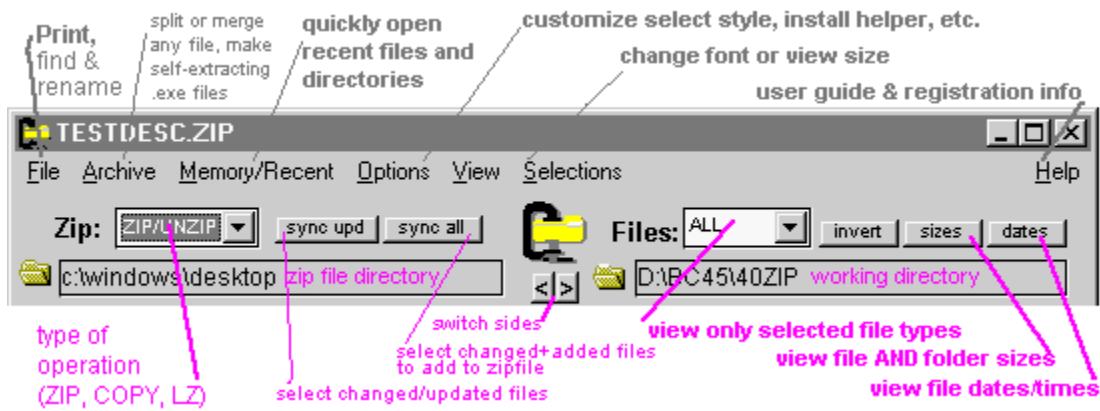 Print,
find &
rename
split or merge
any file, make
self-extracting
.exe files
quickly open
recent files and
directories
customize select style, install helper, etc.
change font or view size
user guide & registration info
TESTDESC.ZIP
File Archive Memory/Recent Options View Selections Help
Zip: ZIP/UNZIP sync upd sync all Files: ALL invert sizes dates
c:\windows\desktop zip file directory < > D:\BC45\40ZIP working directory
type of
operation
(ZIP, COPY, LZ)
switch sides
select changed+added files
to add to zipfile
select changed/updated files
view only selected file types
view file AND folder sizes
view file dates/times